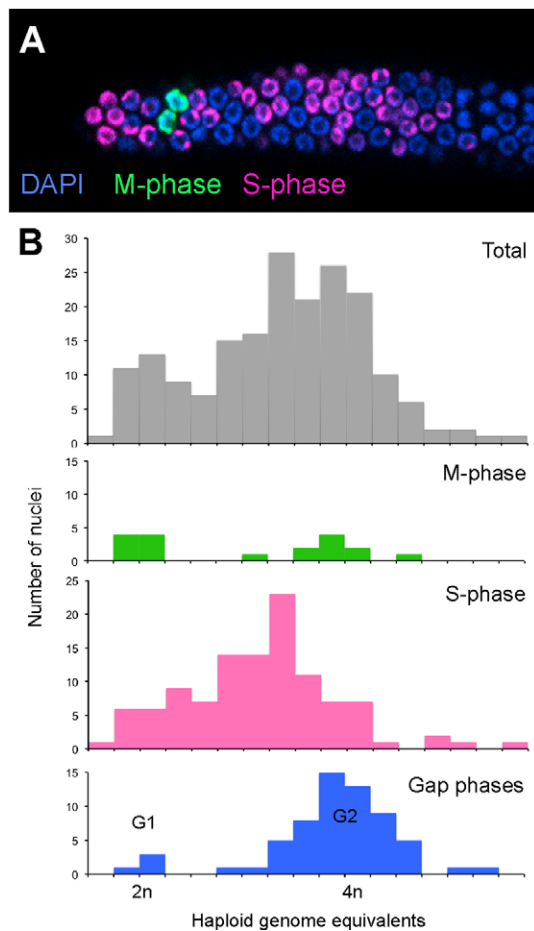 A
DAPI M-phase S-phase
B
Total
30
25
20
15
10
5
0
M-phase
15
10
5
0
Number of nuclei
S-phase
25
20
15
10
5
0
Gap phases
15
10
5
0
G1
G2
2n 4n
Haploid genome equivalents